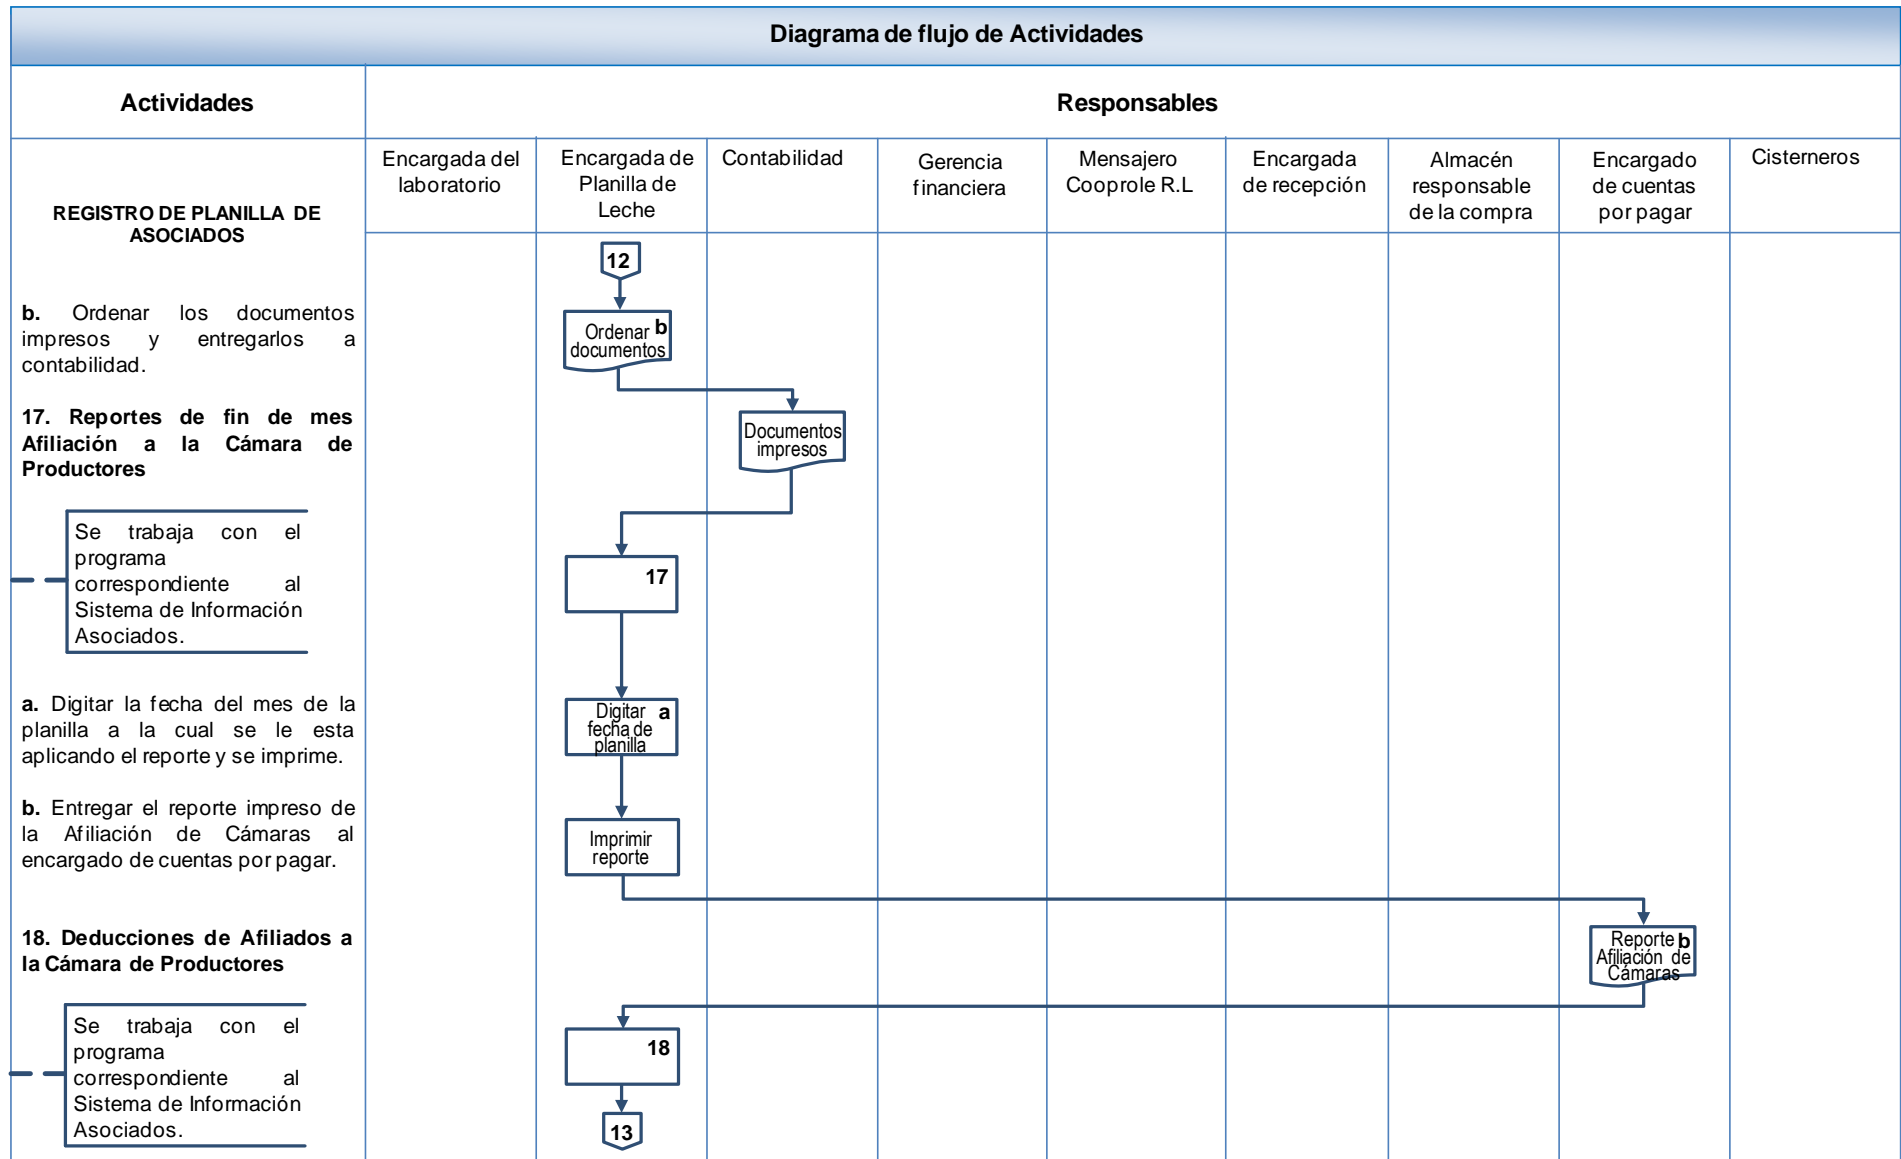 Diagrama de flujo de Actividades
Actividades
Responsables
REGISTRO DE PLANILLA DE
ASOCIADOS
Encargada del
laboratorio
Encargada de
Planilla de
Leche
Contabilidad
Gerencia
financiera
Mensajero
Cooprole R.L
Encargada
de recepción
Almacén
responsable
de la compra
Encargado
de cuentas
por pagar
Cisterneros
b. Ordenar los documentos
impresos y entregarlos a
contabilidad.
17. Reportes de fin de mes
Afiliación a la Cámara de
Productores
Se trabaja con el
programa
correspondiente al
Sistema de Información
Asociados.
a. Digitar la fecha del mes de la
planilla a la cual se le esta
aplicando el reporte y se imprime.
b. Entregar el reporte impreso de
la Afiliación de Cámaras al
encargado de cuentas por pagar.
18. Deducciones de Afiliados a
la Cámara de Productores
Se trabaja con el
programa
correspondiente al
Sistema de Información
Asociados.
12
Ordenar b
documentos
Documentos
impresos
17
Digitar a
fecha de
planilla
Imprimir
reporte
Reporte b
Afiliación de
Cámaras
18
13